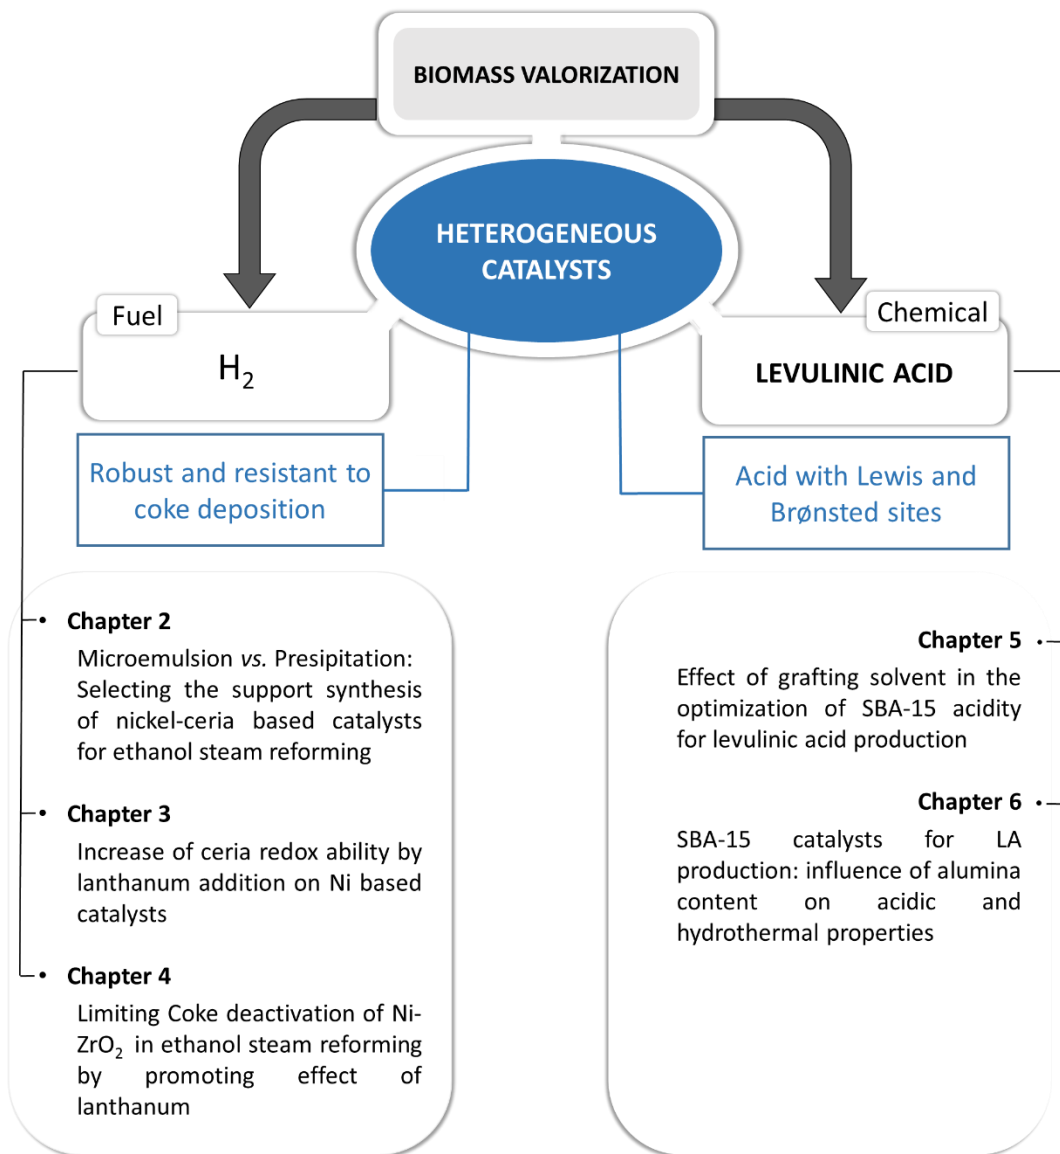 BIOMASS VALORIZATION
HETEROGENEOUS
CATALYSTS
Fuel
H₂
Chemical
LEVULINIC ACID
Robust and resistant to
coke deposition
Acid with Lewis and
Brønsted sites
• Chapter 2
Microemulsion vs. Presipitation:
Selecting the support synthesis
of nickel-ceria based catalysts
for ethanol steam reforming
• Chapter 3
Increase of ceria redox ability by
lanthanum addition on Ni based
catalysts
• Chapter 4
Limiting Coke deactivation of Ni-
ZrO₂ in ethanol steam reforming
by promoting effect of
lanthanum
Chapter 5 •
Effect of grafting solvent in the
optimization of SBA-15 acidity
for levulinic acid production
Chapter 6 •
SBA-15 catalysts for LA
production: influence of alumina
content on acidic and
hydrothermal properties